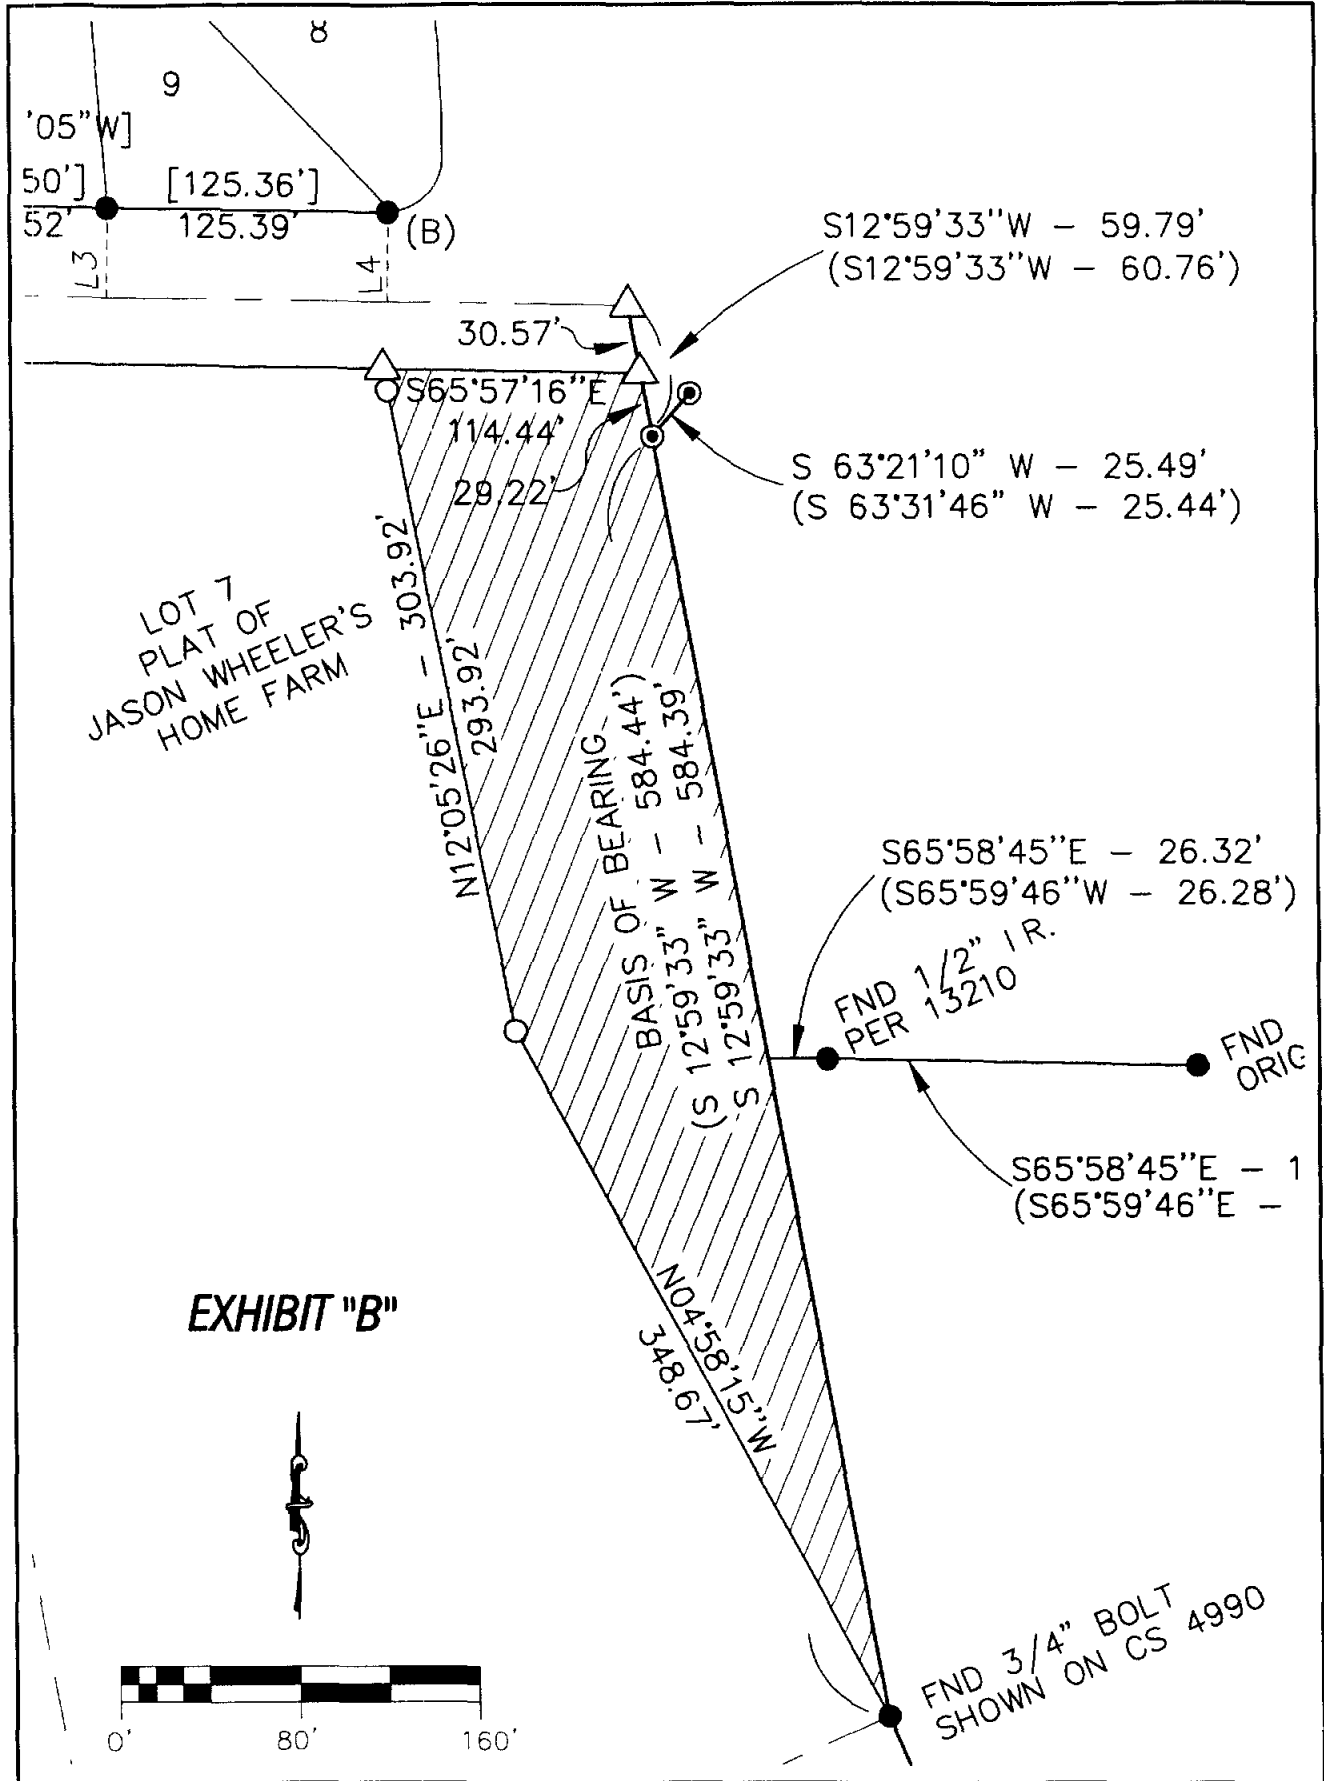 8
9
'05"W]
50']
[125.36']
52'
125.39'
(B)
L3
L4
S12°59'33"W - 59.79'
(S12°59'33"W - 60.76')
30.57'
S65°57'16"E
114.44'
29.22'
S 63°21'10" W - 25.49'
(S 63°31'46" W - 25.44')
LOT 7
PLAT OF
JASON WHEELER'S
HOME FARM
N12°05'26"E - 303.92'
293.92'
BASIS OF BEARING
(S 12°59'33" W - 584.44')
S 12°59'33" W - 584.39'
S65°58'45"E - 26.32'
(S65°59'46"W - 26.28')
FND 1/2" I R.
PER 13210
FND
ORIG
S65°58'45"E - 1
(S65°59'46"E -
N04°58'15"W
348.67'
EXHIBIT "B"
FND 3/4" BOLT
SHOWN ON CS 4990
0'
80'
160'